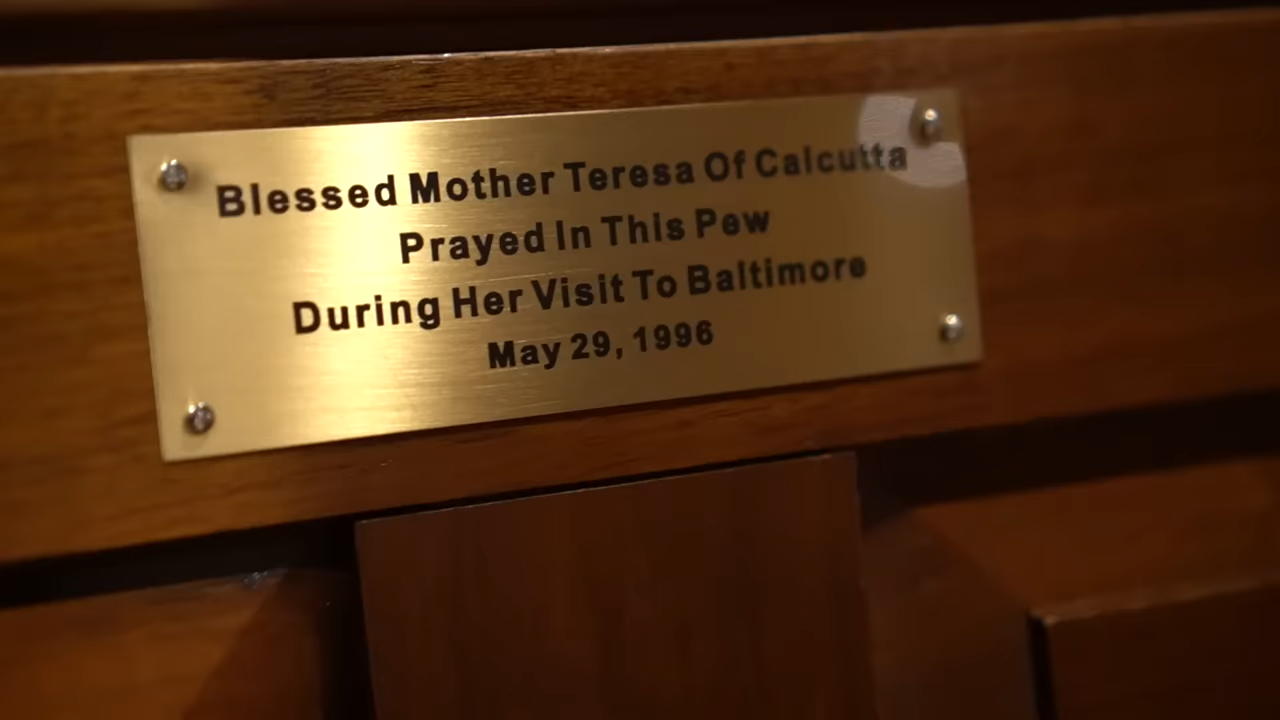 Blessed Mother Teresa Of Calcutta
Prayed In This Pew
During Her Visit To Baltimore
May 29, 1996